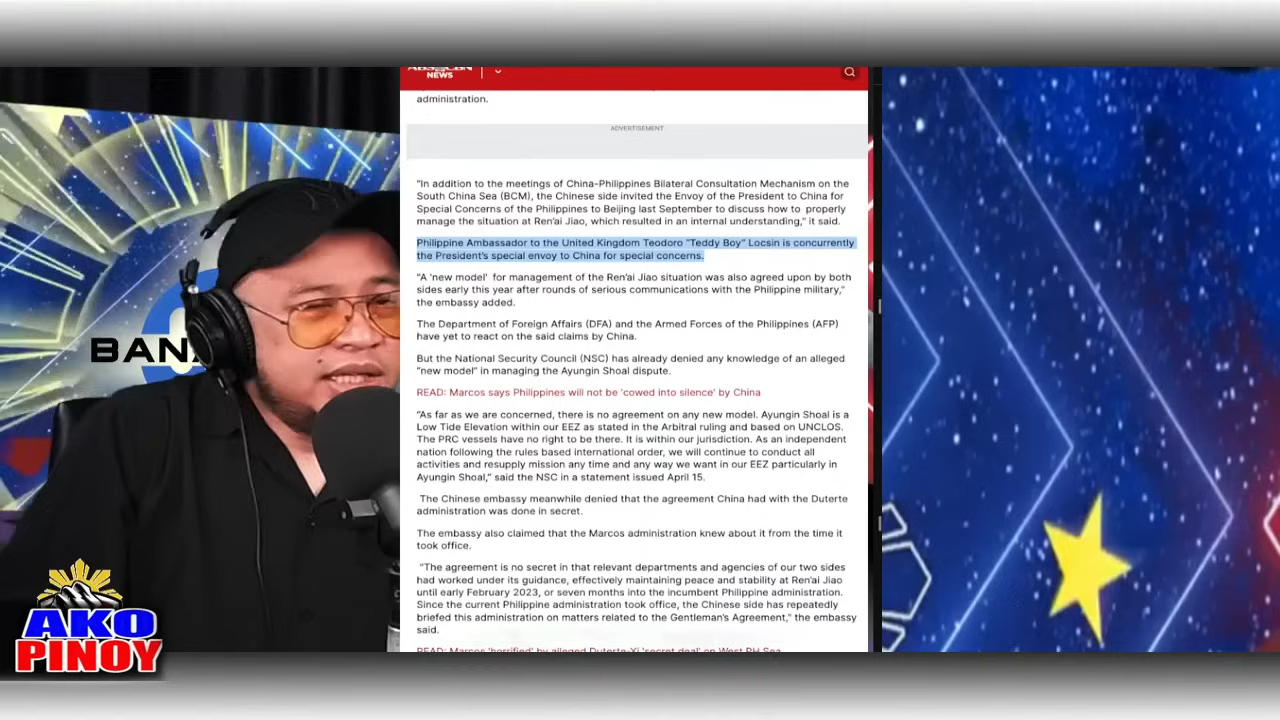 ABS-CBN
NEWS
administration.
ADVERTISEMENT
"In addition to the meetings of China-Philippines Bilateral Consultation Mechanism on the
South China Sea (BCM), the Chinese side invited the Envoy of the President to China for
Special Concerns of the Philippines to Beijing last September to discuss how to properly
manage the situation at Ren'ai Jiao, which resulted in an internal understanding," it said.
Philippine Ambassador to the United Kingdom Teodoro "Teddy Boy" Locsin is concurrently
the President's special envoy to China for special concerns.
"A 'new model' for management of the Ren'ai Jiao situation was also agreed upon by both
sides early this year after rounds of serious communications with the Philippine military,"
the embassy added.
The Department of Foreign Affairs (DFA) and the Armed Forces of the Philippines (AFP)
have yet to react on the said claims by China.
But the National Security Council (NSC) has already denied any knowledge of an alleged
"new model" in managing the Ayungin Shoal dispute.
READ: Marcos says Philippines will not be 'cowed into silence' by China
"As far as we are concerned, there is no agreement on any new model. Ayungin Shoal is a
Low Tide Elevation within our EEZ as stated in the Arbitral ruling and based on UNCLOS.
The PRC vessels have no right to be there. It is within our jurisdiction. As an independent
nation following the rules based international order, we will continue to conduct all
activities and resupply mission any time and any way we want in our EEZ particularly in
Ayungin Shoal," said the NSC in a statement issued April 15.
The Chinese embassy meanwhile denied that the agreement China had with the Duterte
administration was done in secret.
The embassy also claimed that the Marcos administration knew about it from the time it
took office.
"The agreement is no secret in that relevant departments and agencies of our two sides
had worked under its guidance, effectively maintaining peace and stability at Ren'ai Jiao
until early February 2023, or seven months into the incumbent Philippine administration.
Since the current Philippine administration took office, the Chinese side has repeatedly
briefed this administration on matters related to the Gentleman's Agreement," the embassy
said.
READ: Marcos 'horrified' by alleged Duterte-Xi 'secret deal' on West PH Sea
BANA
AKO
PINOY